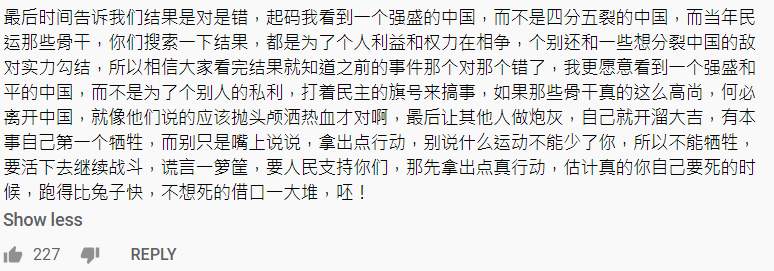 最后时间告诉我们结果是对是错，起码我看到一个强盛的中国，而不是四分五裂的中国，而当年民
运那些骨干，你们搜索一下结果，都是为了个人利益和权力在相争，个别还和一些想分裂中国的敌
对实力勾结，所以相信大家看完结果就知道之前的事件那个对那个错了，我更愿意看到一个强盛和
平的中国，而不是为了个别人的私利，打着民主的旗号来搞事，如果那些骨干真的这么高尚，何必
离开中国，就像他们说的应该抛头颅洒热血才对啊，最后让其他人做炮灰，自己就开溜大吉，有本
事自己第一个牺牲，而别只是嘴上说说，拿出点行动，别说什么运动不能少了你，所以不能牺牲，
要活下去继续战斗，谎言一箩筐，要人民支持你们，那先拿出点真行动，估计真的你自己要死的时
候，跑得比兔子快，不想死的借口一大堆，呸！
Show less
227 REPLY